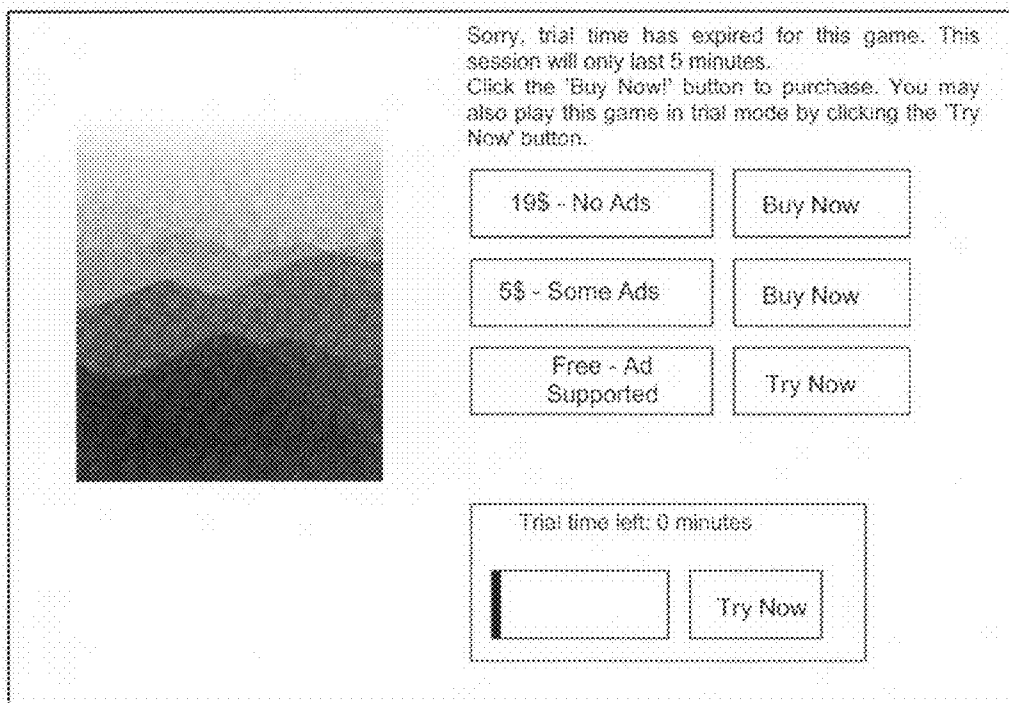 Sorry, trial time has expired for this game. This
session will only last 5 minutes.
Click the 'Buy Now!' button to purchase. You may
also play this game in trial mode by clicking the 'Try
Now' button.
19$ - No Ads
Buy Now
5$ - Some Ads
Buy Now
Free - Ad
Supported
Try Now
Trial time left: 0 minutes
Try Now